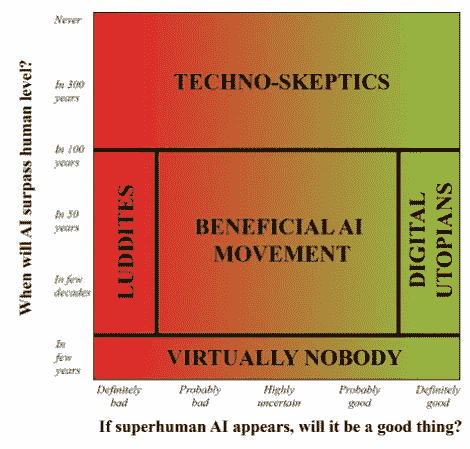 When will AI surpass human level?
Never
In 300
years
In 100
years
In 50
years
In few
decades
In
few
years
TECHNO-SKEPTICS
LUDDITES
BENEFICIAL AI
MOVEMENT
DIGITAL
UTOPIANS
VIRTUALLY NOBODY
Definitely
bad
Probably
bad
Highly
uncertain
Probably
good
Definitely
good
If superhuman AI appears, will it be a good thing?